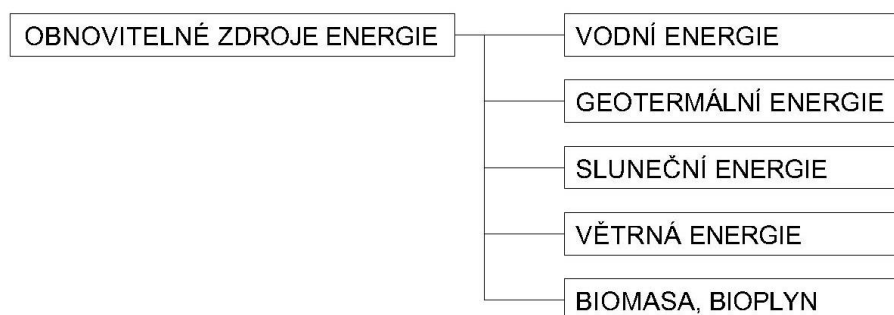 OBNOVITELNÉ ZDROJE ENERGIE
VODNÍ ENERGIE
GEOTERMÁLNÍ ENERGIE
SLUNEČNÍ ENERGIE
VĚTRNÁ ENERGIE
BIOMASA, BIOPLYN